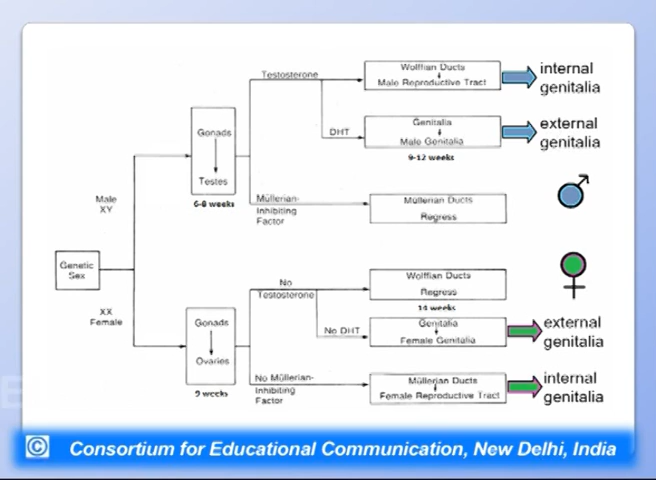 Testosterone
Wolffian Ducts
Male Reproductive Tract
internal
genitalia
Gonads
Testes
6-8 weeks
DHT
Genitalia
Male Genitalia
9-12 weeks
external
genitalia
Male
XY
Müllerian-
Inhibiting
Factor
Müllerian Ducts
Regress
Genetic
Sex
No
Testosterone
Wolffian Ducts
Regress
14 weeks
XX
Female
Gonads
Ovaries
9 weeks
No DHT
Genitalia
Female Genitalia
external
genitalia
No Müllerian-
Inhibiting
Factor
Müllerian Ducts
Female Reproductive Tract
internal
genitalia
© Consortium for Educational Communication, New Delhi, India